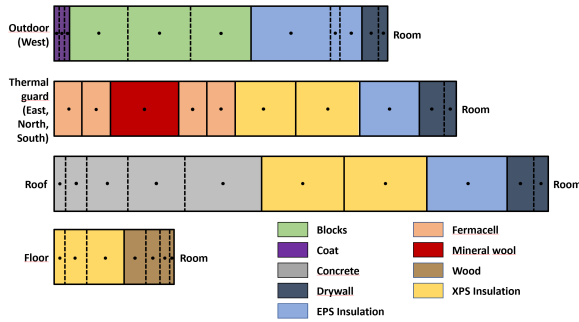 Outdoor
(West)
Room
Thermal
guard
(East,
North,
South)
Room
Roof
Room
Floor
Room
Blocks
Coat
Concrete
Drywall
EPS Insulation
Fermacell
Mineral wool
Wood
XPS Insulation